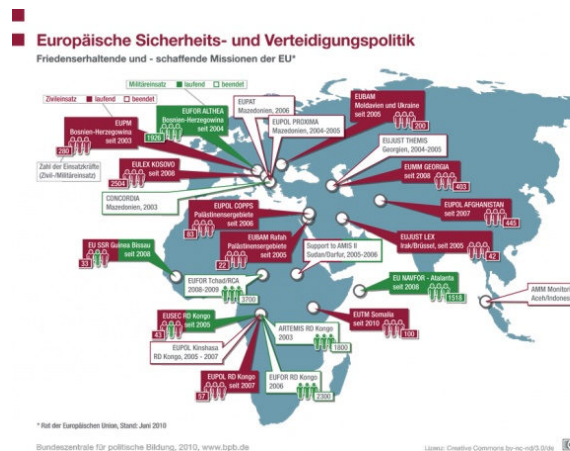 Europäische Sicherheits- und Verteidigungspolitik
Friedenserhaltende und - schaffende Missionen der EU*
Militäreinsatz laufend beendet
Zivileinsatz laufend beendet
EUPM
Bosnien-Herzegowina
seit 2003
280
EUFOR ALTHEA
Bosnien-Herzegowina
seit 2004
1926
EUPAT
Mazedonien, 2006
EUPOL PROXIMA
Mazedonien, 2004-2005
EUBAM
Moldavien und Ukraine
seit 2005
200
EUJUST THEMIS
Georgien, 2004-2005
EUMM GEORGIA
seit 2008
403
Zahl der Einsatzkräfte
(Zivil-/Militäreinsatz)
EULEX KOSOVO
seit 2008
2504
CONCORDIA
Mazedonien, 2003
EUPOL COPPS
Palästinensergebiete
seit 2006
83
EUPOL AFGHANISTAN
seit 2007
445
EUBAM Rafah
Palästinensergebiete
seit 2005
22
EUJUST LEX
Irak/Brüssel, seit 2005
42
EU SSR Guinea Bissau
seit 2008
33
Support to AMIS II
Sudan/Darfur, 2005-2006
EUFOR Tchad/RCA
2008-2009
3700
EU NAVFOR - Atalanta
seit 2008
1518
AMM Monitori
Aceh/Indones
EUSEC RD Kongo
seit 2005
43
ARTEMIS RD Kongo
2003
1800
EUTM Somalia
seit 2010
100
EUPOL Kinshasa
RD Kongo, 2005 - 2007
EUPOL RD Kongo
seit 2007
57
EUFOR RD Kongo
2006
2300
* Rat der Europäischen Union, Stand: Juni 2010
Bundeszentrale für politische Bildung, 2010, www.bpb.de
Lizenz: Creative Commons by-nc-nd/3.0/de